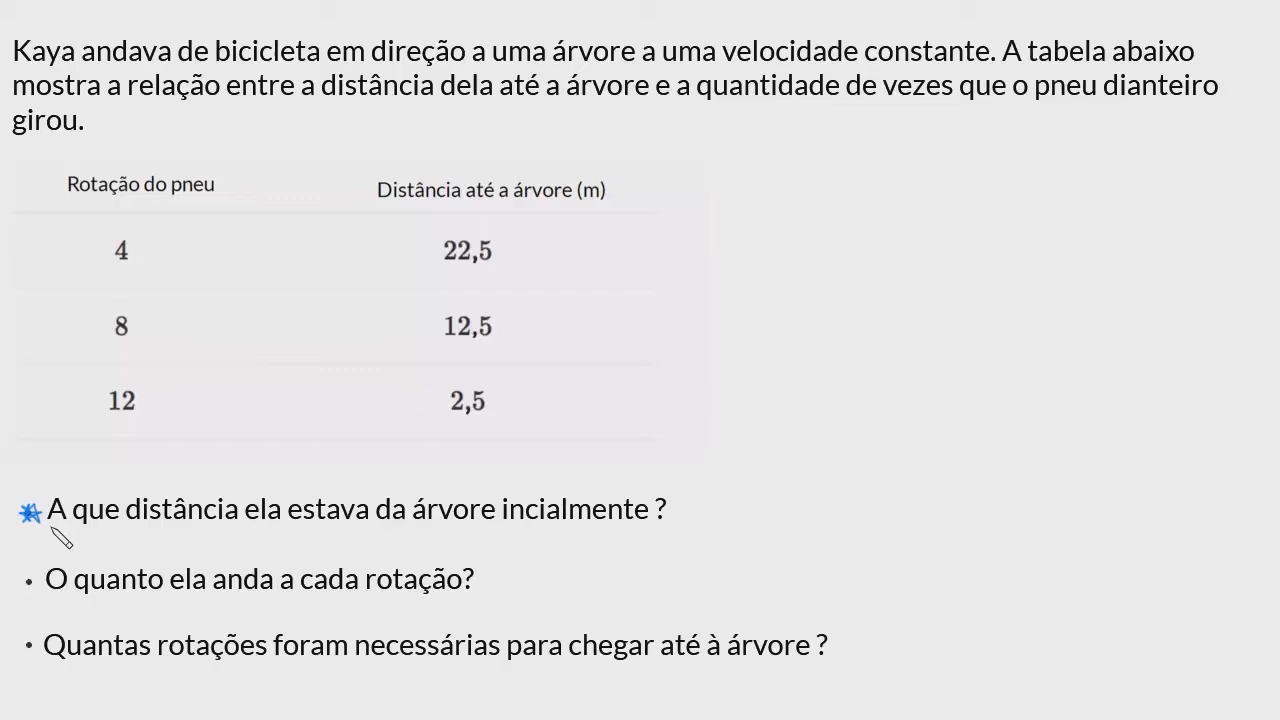 Kaya andava de bicicleta em direção a uma árvore a uma velocidade constante. A tabela abaixo
mostra a relação entre a distância dela até a árvore e a quantidade de vezes que o pneu dianteiro
girou.
Rotação do pneu Distância até a árvore (m)
4 22,5
8 12,5
12 2,5
A que distância ela estava da árvore incialmente ?
• O quanto ela anda a cada rotação?
• Quantas rotações foram necessárias para chegar até à árvore ?